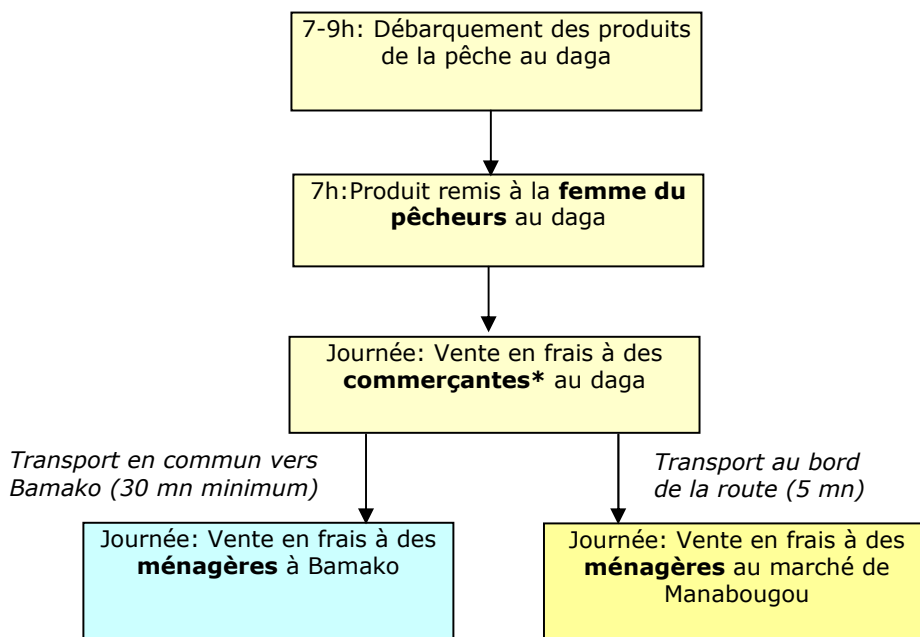 7-9h: Débarquement des produits
de la pêche au daga
7h:Produit remis à la femme du
pêcheurs au daga
Journée: Vente en frais à des
commerçantes* au daga
Transport en commun vers
Bamako (30 mn minimum)
Transport au bord
de la route (5 mn)
Journée: Vente en frais à des
ménagères à Bamako
Journée: Vente en frais à des
ménagères au marché de
Manabougou